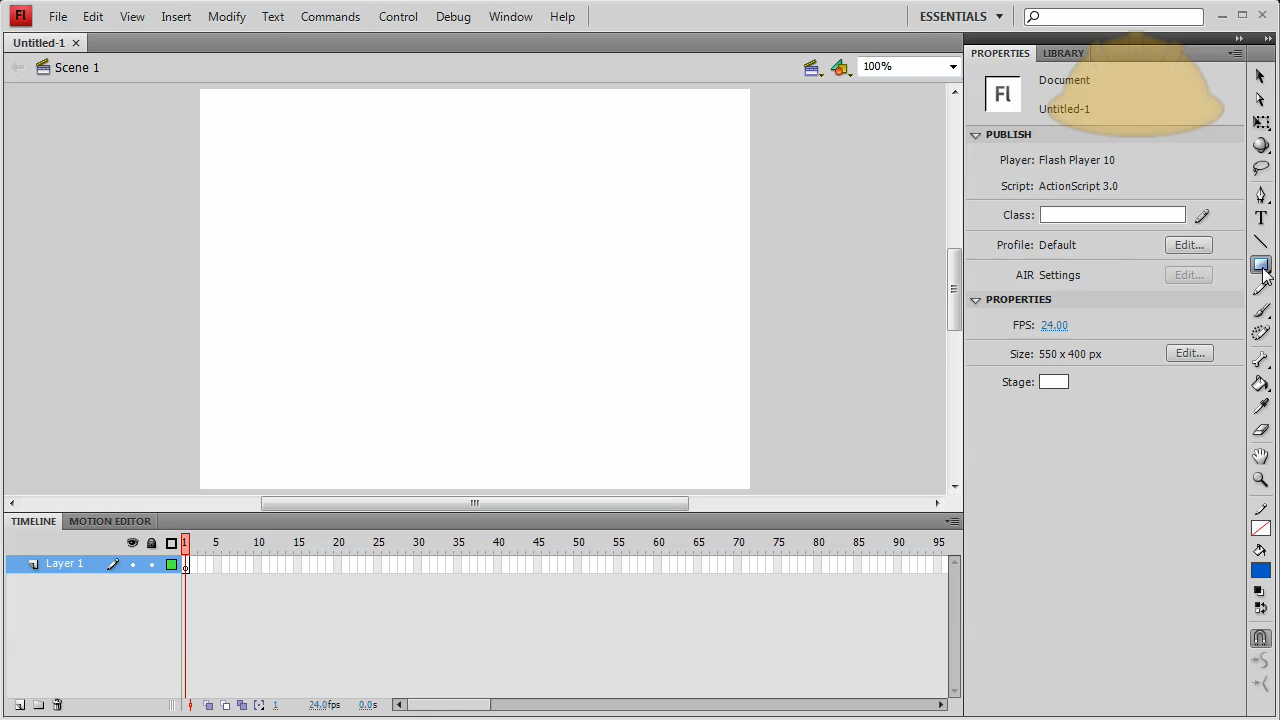 Fl File Edit View Insert Modify Text Commands Control Debug Window Help ESSENTIALS
Untitled-1
Scene 1 100%
PROPERTIES LIBRARY
Fl Document
Untitled-1
PUBLISH
Player: Flash Player 10
Script: ActionScript 3.0
Class:
Profile: Default Edit...
AIR Settings Edit...
PROPERTIES
FPS: 24.00
Size: 550 x 400 px Edit...
Stage:
T
TIMELINE MOTION EDITOR
1 5 10 15 20 25 30 35 40 45 50 55 60 65 70 75 80 85 90 95
Layer 1
1 24.0fps 0.0s